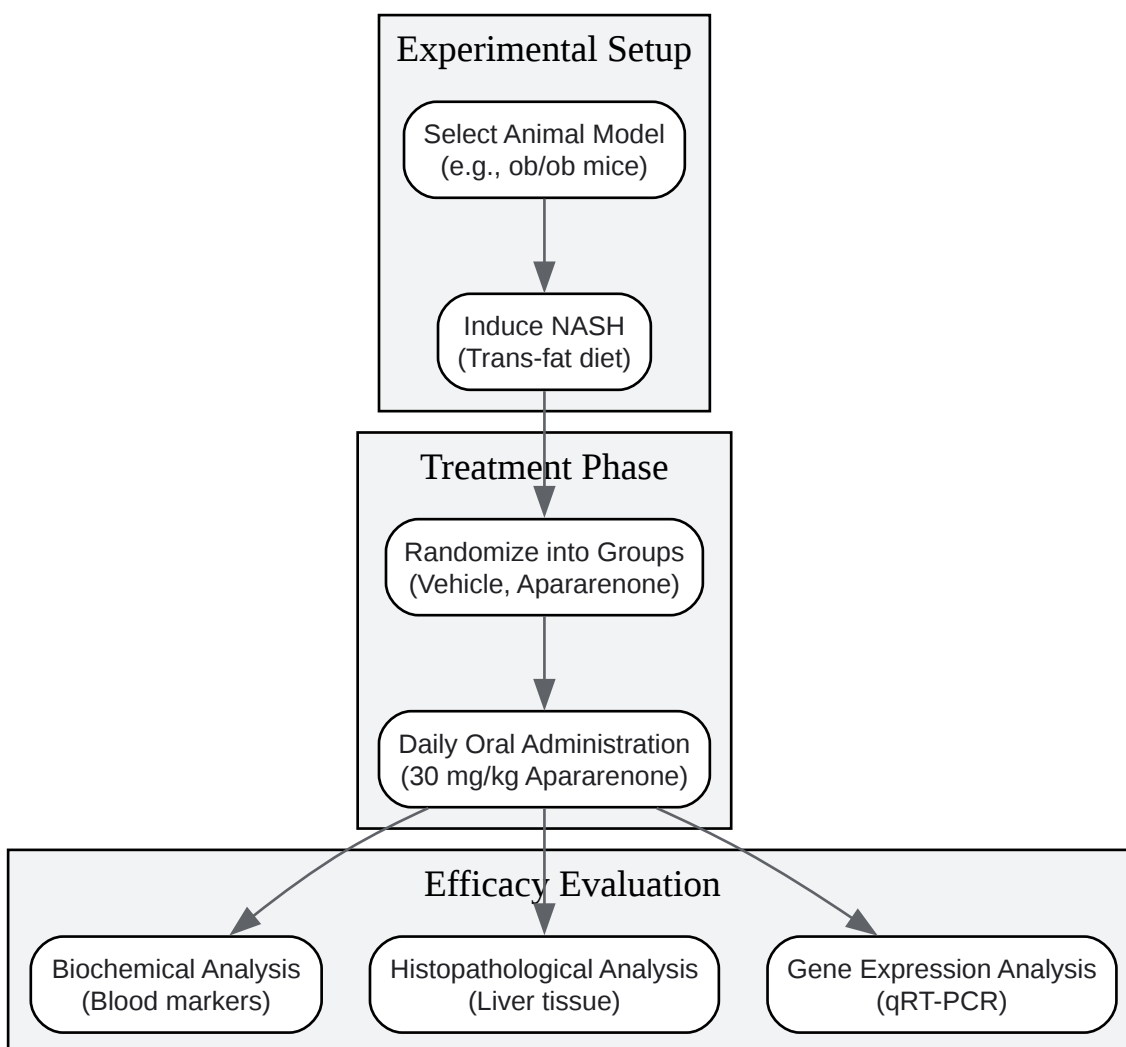 Experimental Setup
Select Animal Model
(e.g., ob/ob mice)
Induce NASH
(Trans-fat diet)
Treatment Phase
Randomize into Groups
(Vehicle, Apararenone)
Daily Oral Administration
(30 mg/kg Apararenone)
Efficacy Evaluation
Biochemical Analysis
(Blood markers)
Histopathological Analysis
(Liver tissue)
Gene Expression Analysis
(qRT-PCR)